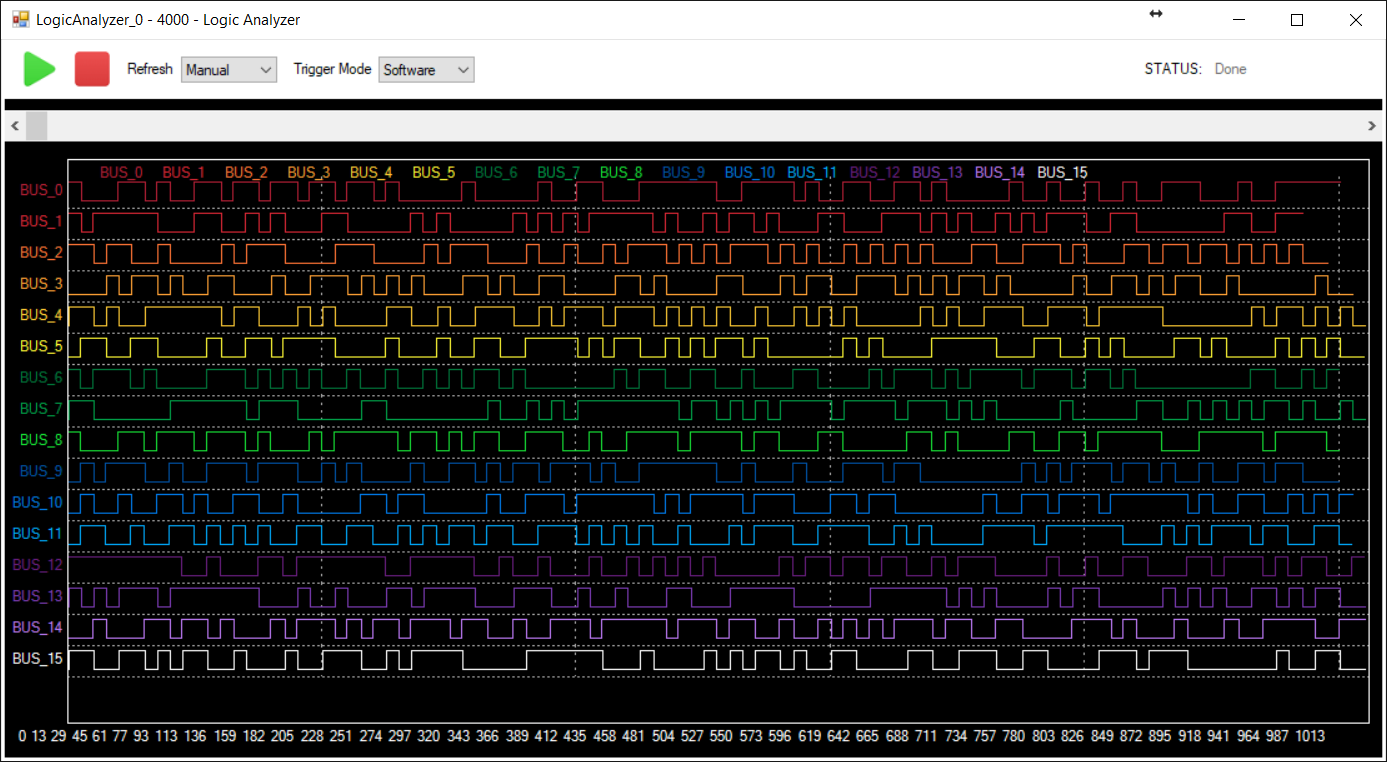 LogicAnalyzer_0 - 4000 - Logic Analyzer
Refresh Manual Trigger Mode Software STATUS: Done
BUS_0 BUS_1 BUS_2 BUS_3 BUS_4 BUS_5 BUS_6 BUS_7 BUS_8 BUS_9 BUS_10 BUS_11 BUS_12 BUS_13 BUS_14 BUS_15
BUS_0
BUS_1
BUS_2
BUS_3
BUS_4
BUS_5
BUS_6
BUS_7
BUS_8
BUS_9
BUS_10
BUS_11
BUS_12
BUS_13
BUS_14
BUS_15
0 13 29 45 61 77 93 113 136 159 182 205 228 251 274 297 320 343 366 389 412 435 458 481 504 527 550 573 596 619 642 665 688 711 734 757 780 803 826 849 872 895 918 941 964 987 1013